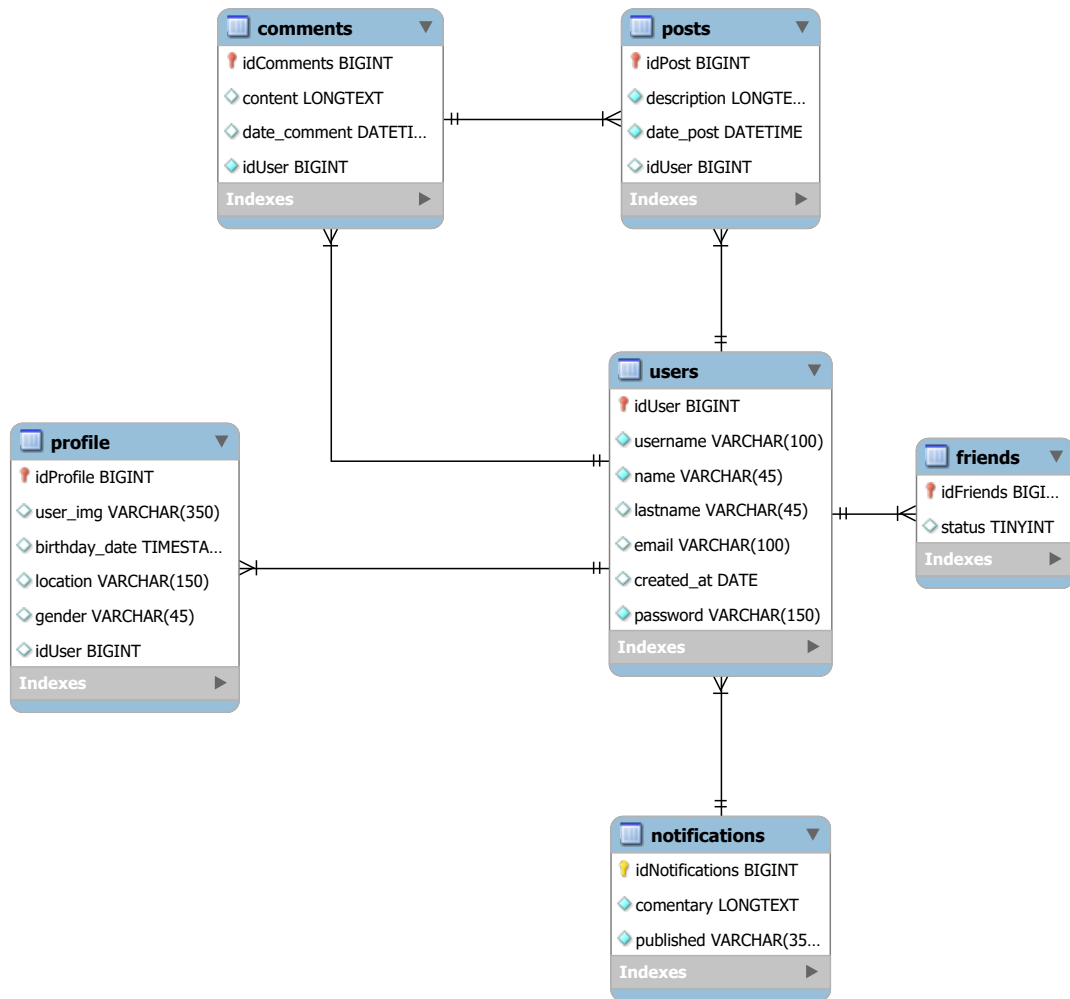 comments
idComments BIGINT
content LONGTEXT
date_comment DATETI...
idUser BIGINT
Indexes
posts
idPost BIGINT
description LONGTE...
date_post DATETIME
idUser BIGINT
Indexes
users
idUser BIGINT
username VARCHAR(100)
name VARCHAR(45)
lastname VARCHAR(45)
email VARCHAR(100)
created_at DATE
password VARCHAR(150)
Indexes
profile
idProfile BIGINT
user_img VARCHAR(350)
birthday_date TIMESTA...
location VARCHAR(150)
gender VARCHAR(45)
idUser BIGINT
Indexes
friends
idFriends BIGI...
status TINYINT
Indexes
notifications
idNotifications BIGINT
comentary LONGTEXT
published VARCHAR(35...
Indexes